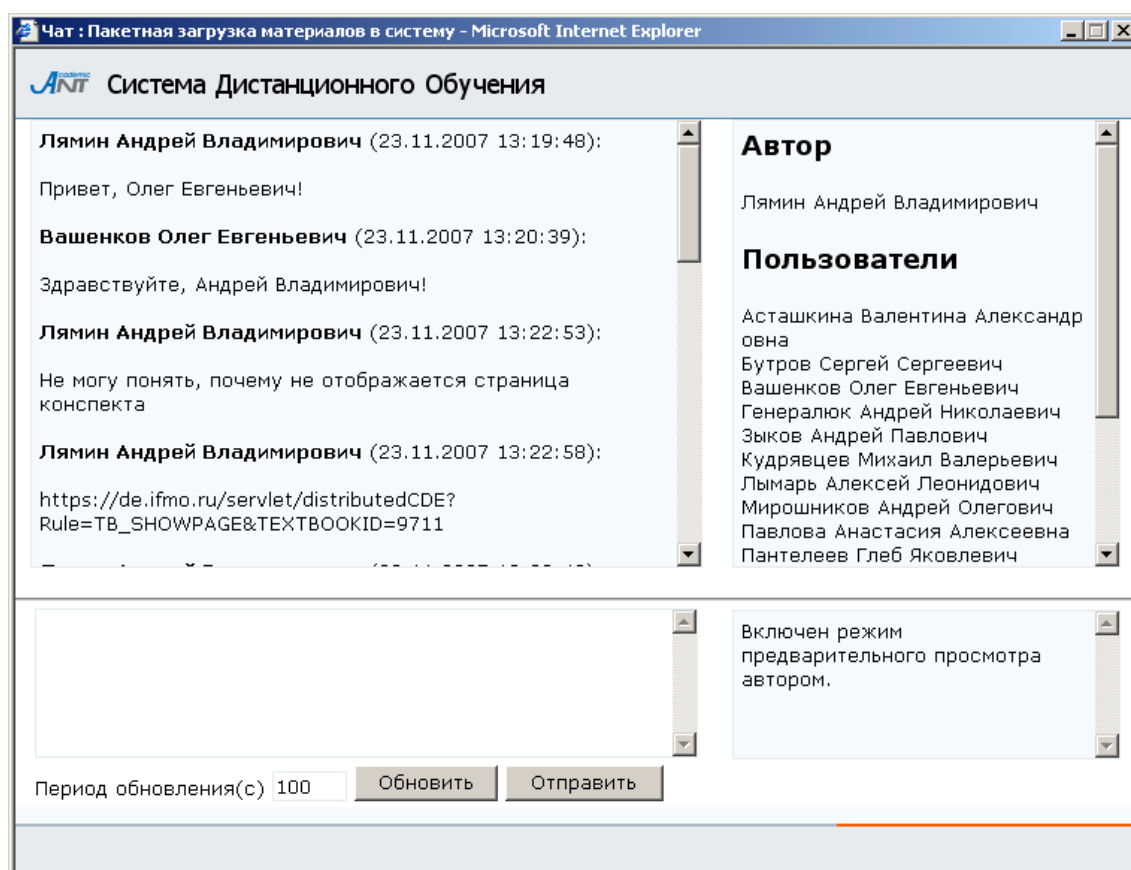 Чат : Пакетная загрузка материалов в систему - Microsoft Internet Explorer
Academic ANT Система Дистанционного Обучения
Лямин Андрей Владимирович (23.11.2007 13:19:48):
Привет, Олег Евгеньевич!
Вашенков Олег Евгеньевич (23.11.2007 13:20:39):
Здравствуйте, Андрей Владимирович!
Лямин Андрей Владимирович (23.11.2007 13:22:53):
Не могу понять, почему не отображается страница
конспекта
Лямин Андрей Владимирович (23.11.2007 13:22:58):
https://de.ifmo.ru/servlet/distributedCDE?
Rule=TB_SHOWPAGE&TEXTBOOKID=9711
Автор
Лямин Андрей Владимирович
Пользователи
Асташкина Валентина Александр
овна
Бутров Сергей Сергеевич
Вашенков Олег Евгеньевич
Генералюк Андрей Николаевич
Зыков Андрей Павлович
Кудрявцев Михаил Валерьевич
Лымарь Алексей Леонидович
Мирошников Андрей Олегович
Павлова Анастасия Алексеевна
Пантелеев Глеб Яковлевич
Включен режим
предварительного просмотра
автором.
Период обновления(с) 100 Обновить Отправить